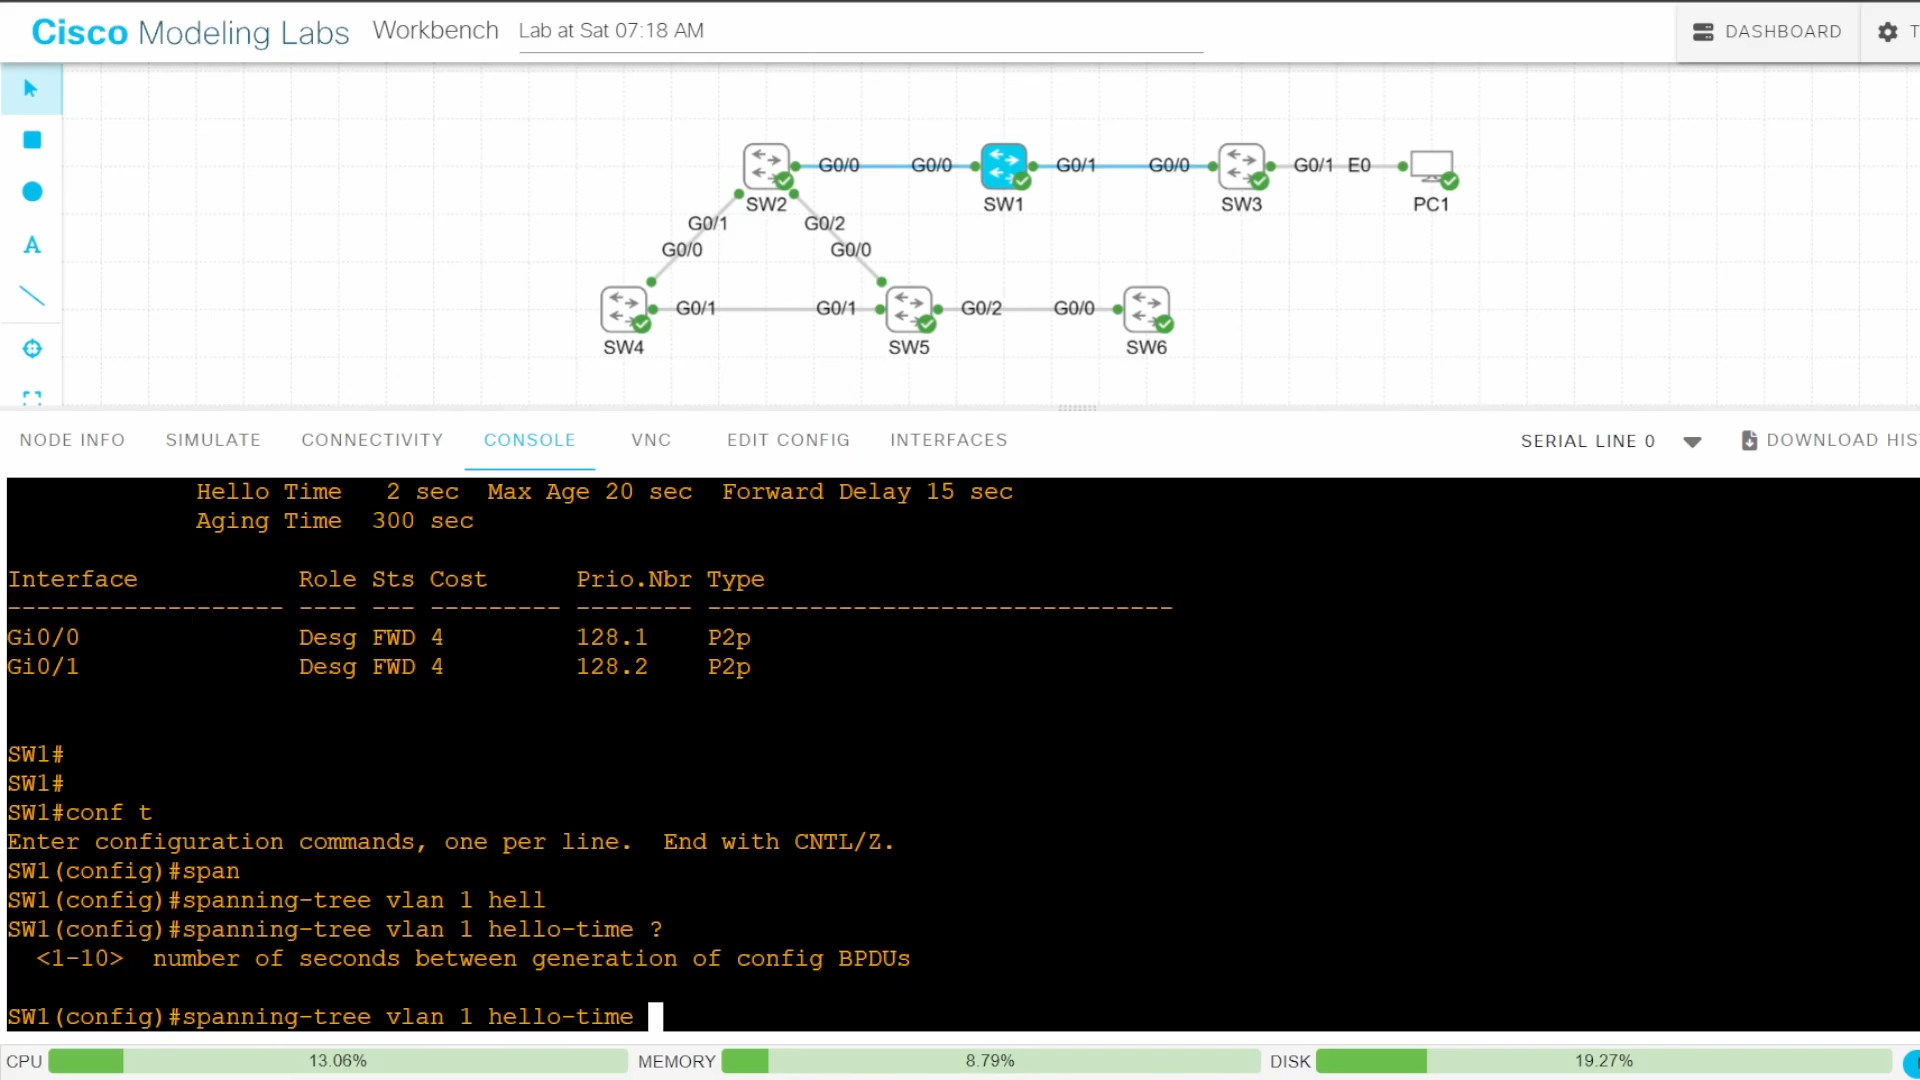 Cisco Modeling Labs Workbench Lab at Sat 07:18 AM DASHBOARD T
G0/0 G0/0 G0/1 G0/0 G0/1 E0
SW2 SW1 SW3 PC1
G0/1 G0/2
G0/0 G0/0
G0/1 G0/1 G0/2 G0/0
SW4 SW5 SW6
A
NODE INFO SIMULATE CONNECTIVITY CONSOLE VNC EDIT CONFIG INTERFACES SERIAL LINE 0 DOWNLOAD HIS
Hello Time 2 sec Max Age 20 sec Forward Delay 15 sec
Aging Time 300 sec
Interface Role Sts Cost Prio.Nbr Type
------------------- ---- --- --------- -------- --------------------------------
Gi0/0 Desg FWD 4 128.1 P2p
Gi0/1 Desg FWD 4 128.2 P2p
SW1#
SW1#
SW1#conf t
Enter configuration commands, one per line. End with CNTL/Z.
SW1(config)#span
SW1(config)#spanning-tree vlan 1 hell
SW1(config)#spanning-tree vlan 1 hello-time ?
<1-10> number of seconds between generation of config BPDUs
SW1(config)#spanning-tree vlan 1 hello-time
CPU 13.06% MEMORY 8.79% DISK 19.27%